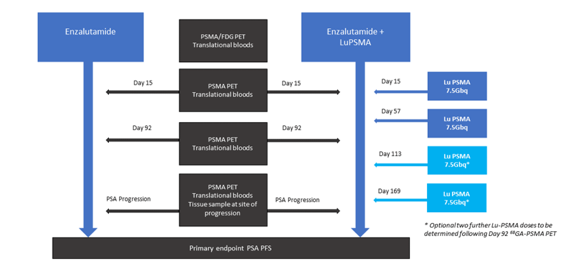 Enzalutamide
PSMA/FDG PET
Translational bloods
Enzalutamide +
LuPSMA
Day 15
PSMA PET
Translational bloods
Day 15
Day 15
Lu PSMA
7.5Gbq
Day 57
Lu PSMA
7.5Gbq
Day 92
PSMA PET
Translational bloods
Day 92
Day 113
Lu PSMA
7.5Gbq*
PSA Progression
PSMA PET
Translational bloods
Tissue sample at site of
progression
PSA Progression
Day 169
Lu PSMA
7.5Gbq*
* Optional two further Lu-PSMA doses to be
determined following Day 92 ⁶⁸GA-PSMA PET
Primary endpoint PSA PFS